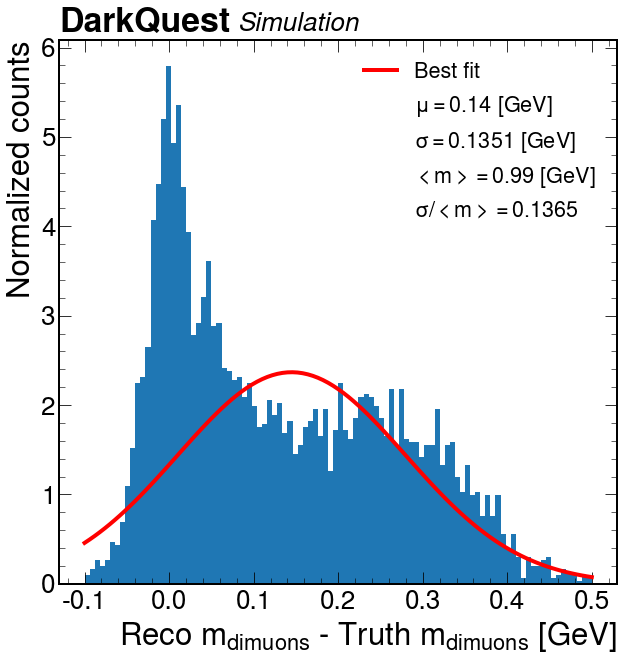 DarkQuest Simulation
Normalized counts
6
5
4
3
2
1
0
Best fit
μ = 0.14 [GeV]
σ = 0.1351 [GeV]
< m > = 0.99 [GeV]
σ/< m > = 0.1365
-0.1 0.0 0.1 0.2 0.3 0.4 0.5
Reco m_dimuons - Truth m_dimuons [GeV]